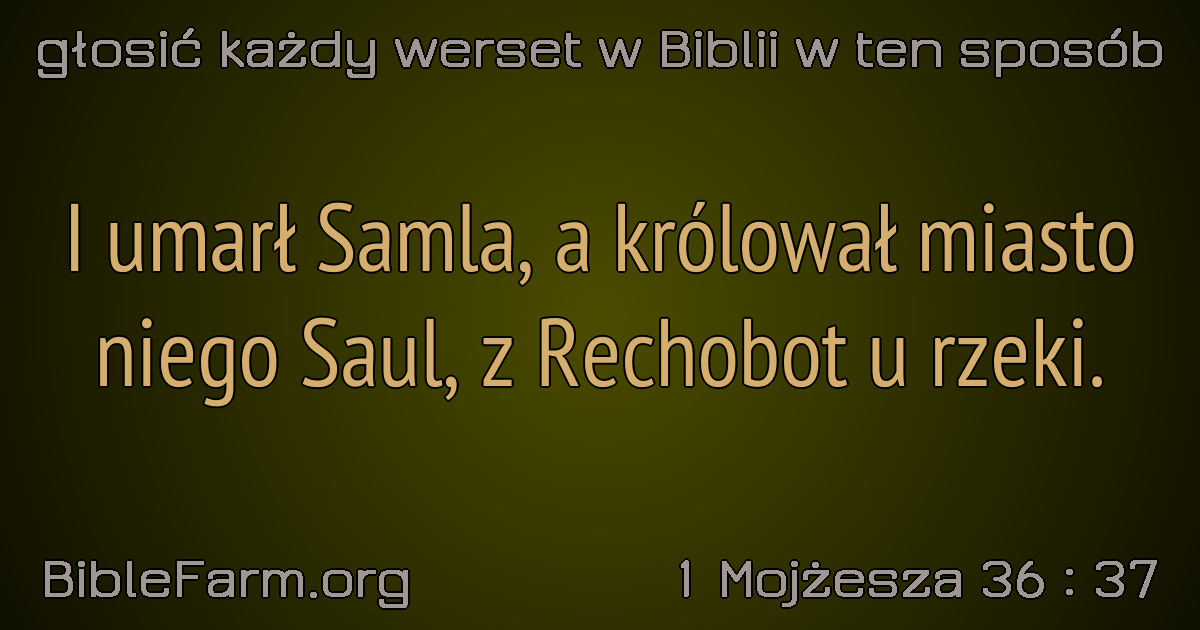 głosić każdy werset w Biblii w ten sposób
I umarł Samla, a królował miasto
niego Saul, z Rechobot u rzeki.
BibleFarm.org
1 Mojżesza 36 : 37